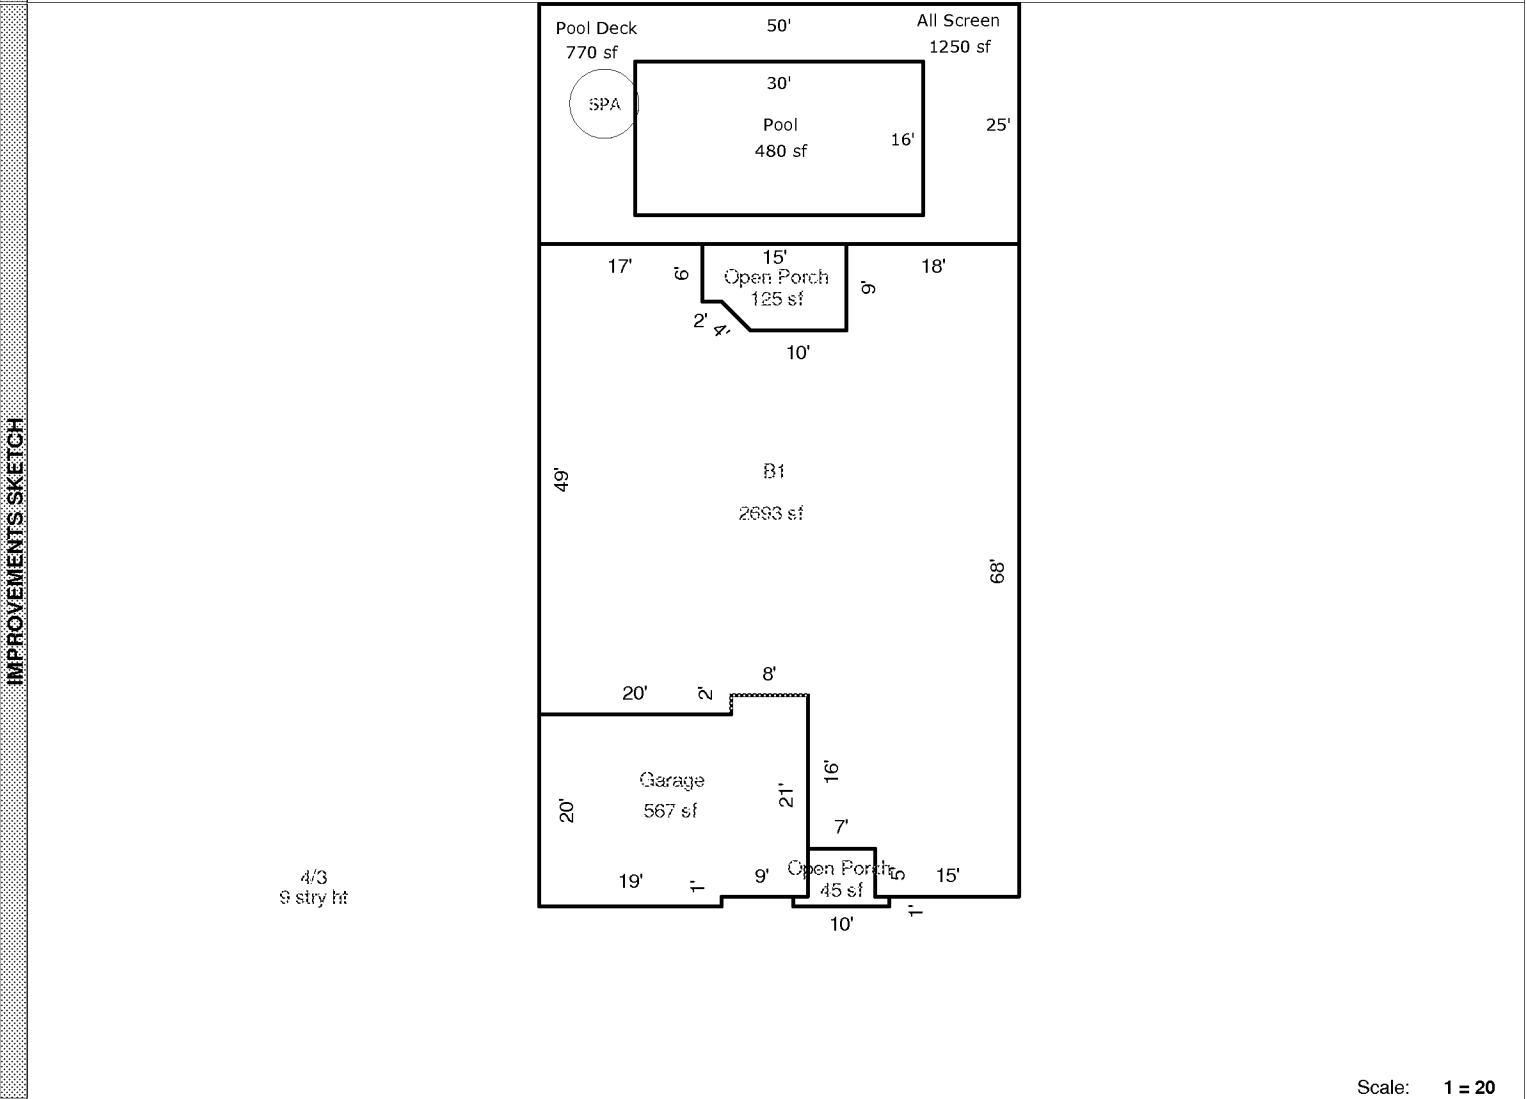 IMPROVEMENTS SKETCH
Pool Deck
770 sf
50'
All Screen
1250 sf
SPA
30'
Pool
480 sf
16'
25'
17'
6'
15'
Open Porch
125 sf
9'
18'
2'
4'
10'
B1
2693 sf
49'
68'
20'
2'
8'
Garage
567 sf
20'
21'
16'
7'
Open Porch
45 sf
5'
15'
19'
1'
9'
10'
1'
4/3
9 stry ht
Scale: 1 = 20